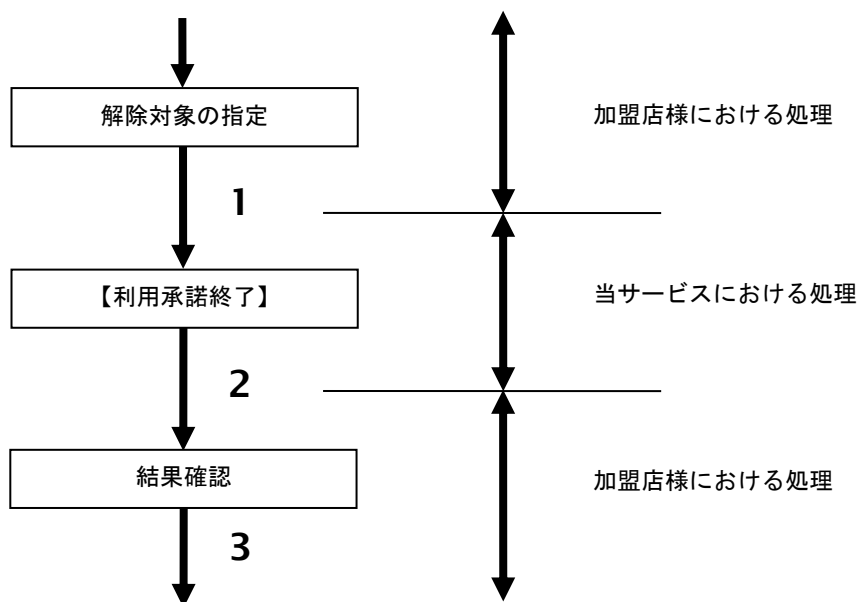 解除対象の指定
加盟店様における処理
1
【利用承諾終了】
当サービスにおける処理
2
結果確認
加盟店様における処理
3